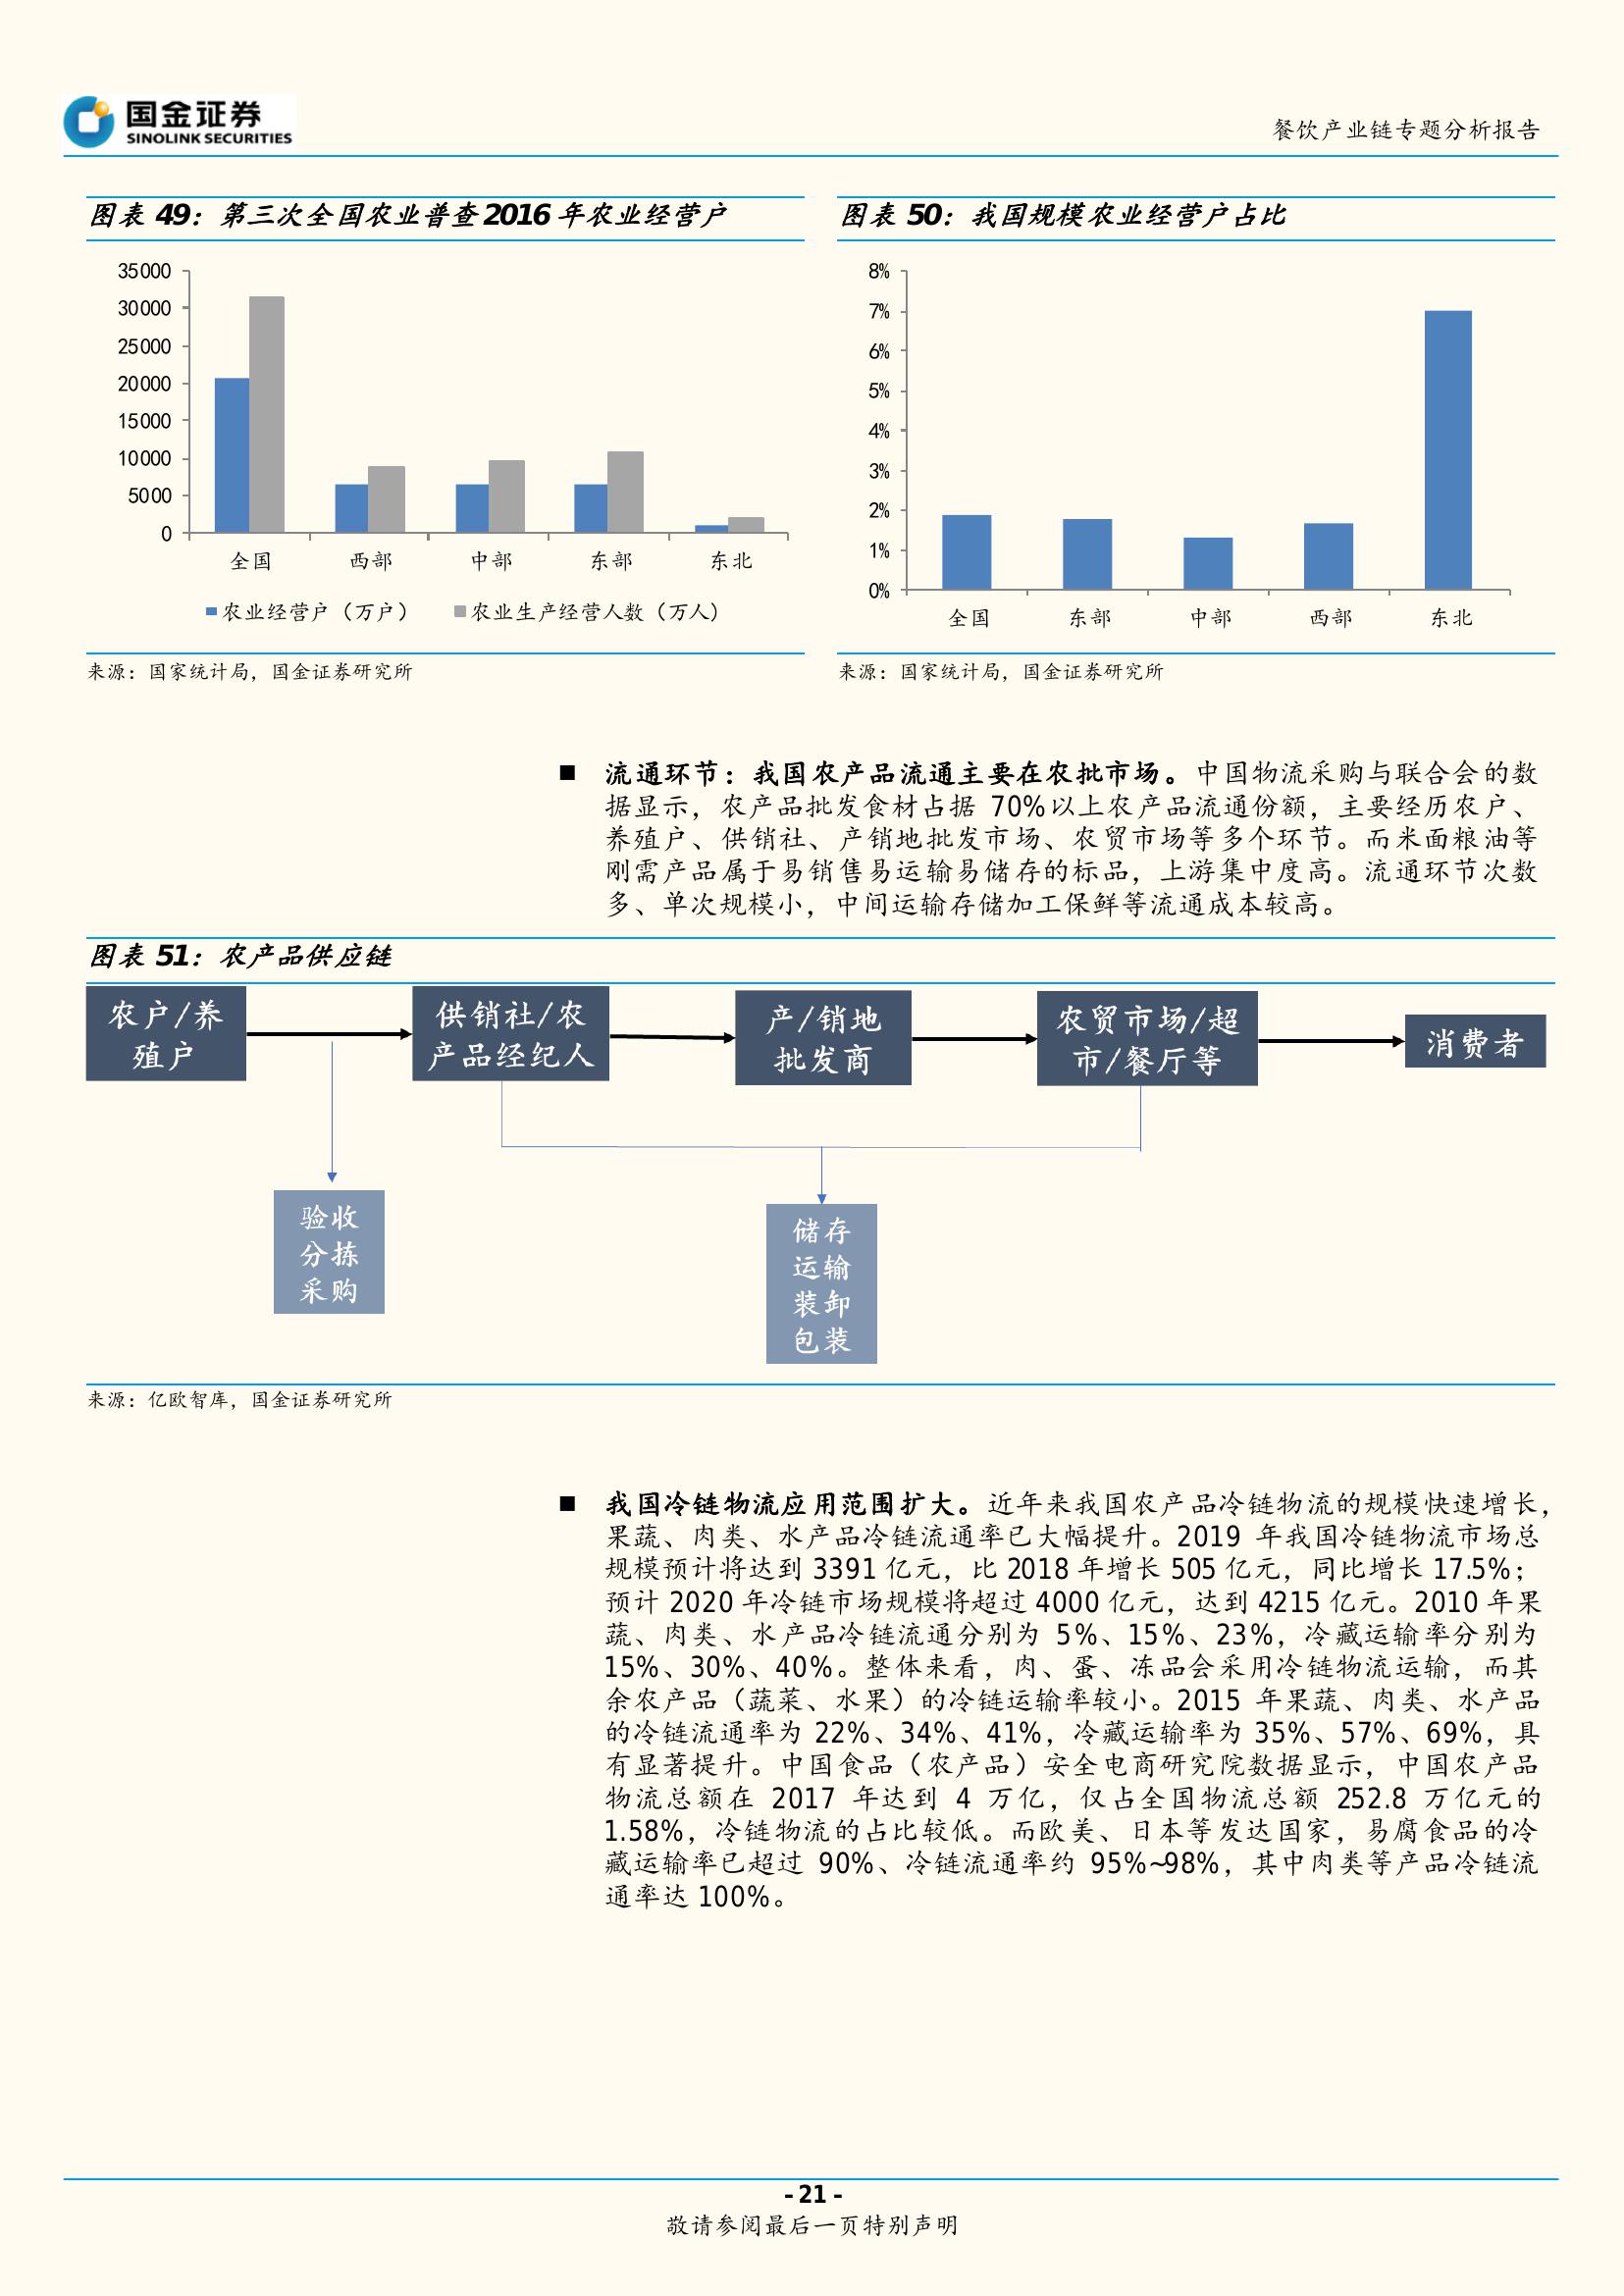 国金证券
SINOLINK SECURITIES
餐饮产业链专题分析报告
图表 49：第三次全国农业普查2016 年农业经营户
35000
30000
25000
20000
15000
10000
5000
0
全国 西部 中部 东部 东北
农业经营户（万户） 农业生产经营人数（万人）
来源：国家统计局，国金证券研究所
图表 50：我国规模农业经营户占比
8%
7%
6%
5%
4%
3%
2%
1%
0%
全国 东部 中部 西部 东北
来源：国家统计局，国金证券研究所
■ 流通环节：我国农产品流通主要在农批市场。中国物流采购与联合会的数
据显示，农产品批发食材占据 70%以上农产品流通份额，主要经历农户、
养殖户、供销社、产销地批发市场、农贸市场等多个环节。而米面粮油等
刚需产品属于易销售易运输易储存的标品，上游集中度高。流通环节次数
多、单次规模小，中间运输存储加工保鲜等流通成本较高。
图表 51：农产品供应链
农户/养
殖户
供销社/农
产品经纪人
产/销地
批发商
农贸市场/超
市/餐厅等
消费者
验收
分拣
采购
储存
运输
装卸
包装
来源：亿欧智库，国金证券研究所
■ 我国冷链物流应用范围扩大。近年来我国农产品冷链物流的规模快速增长，
果蔬、肉类、水产品冷链流通率已大幅提升。2019 年我国冷链物流市场总
规模预计将达到 3391 亿元，比 2018 年增长 505 亿元，同比增长 17.5%；
预计 2020 年冷链市场规模将超过 4000 亿元，达到 4215 亿元。2010 年果
蔬、肉类、水产品冷链流通分别为 5%、15%、23%，冷藏运输率分别为
15%、30%、40%。整体来看，肉、蛋、冻品会采用冷链物流运输，而其
余农产品（蔬菜、水果）的冷链运输率较小。2015 年果蔬、肉类、水产品
的冷链流通率为 22%、34%、41%，冷藏运输率为 35%、57%、69%，具
有显著提升。中国食品（农产品）安全电商研究院数据显示，中国农产品
物流总额在 2017 年达到 4 万亿，仅占全国物流总额 252.8 万亿元的
1.58%，冷链物流的占比较低。而欧美、日本等发达国家，易腐食品的冷
藏运输率已超过 90%、冷链流通率约 95%~98%，其中肉类等产品冷链流
通率达 100%。
- 21 -
敬请参阅最后一页特别声明